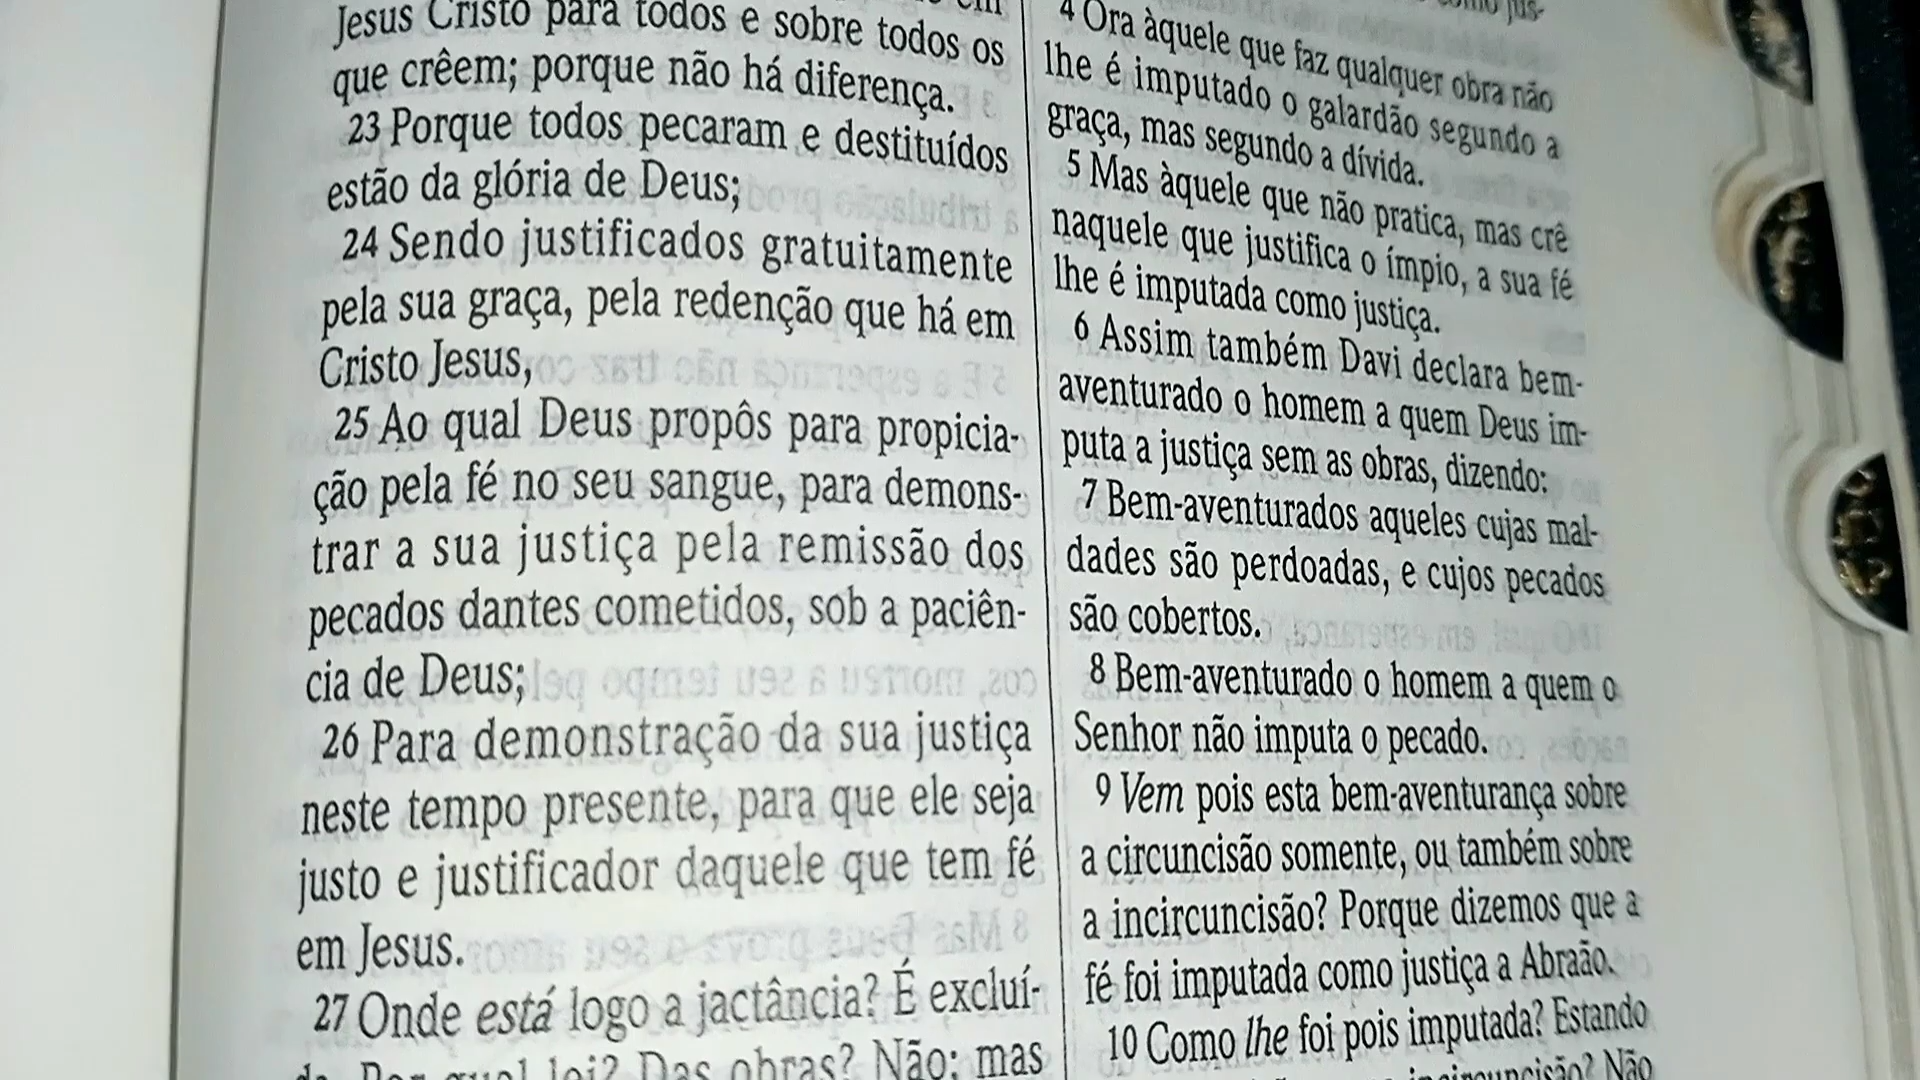 Jesus Cristo para todos e sobre todos os
que crêem; porque não há diferença.
23 Porque todos pecaram e destituídos
estão da glória de Deus;
24 Sendo justificados gratuitamente
pela sua graça, pela redenção que há em
Cristo Jesus,
25 Ao qual Deus propôs para propicia-
ção pela fé no seu sangue, para demons-
trar a sua justiça pela remissão dos
pecados dantes cometidos, sob a paciên-
cia de Deus;
26 Para demonstração da sua justiça
neste tempo presente, para que ele seja
justo e justificador daquele que tem fé
em Jesus.
27 Onde está logo a jactância? É excluí-
Por qual lei? Das obras? Não; mas
4 Ora àquele que faz qualquer obra não
lhe é imputado o galardão segundo a
graça, mas segundo a dívida.
5 Mas àquele que não pratica, mas crê
naquele que justifica o ímpio, a sua fé
lhe é imputada como justiça.
6 Assim também Davi declara bem-
aventurado o homem a quem Deus im-
puta a justiça sem as obras, dizendo:
7 Bem-aventurados aqueles cujas mal-
dades são perdoadas, e cujos pecados
são cobertos.
8 Bem-aventurado o homem a quem o
Senhor não imputa o pecado.
9 Vem pois esta bem-aventurança sobre
a circuncisão somente, ou também sobre
a incircuncisão? Porque dizemos que a
fé foi imputada como justiça a Abraão.
10 Como lhe foi pois imputada? Estando
incircuncisão? Não